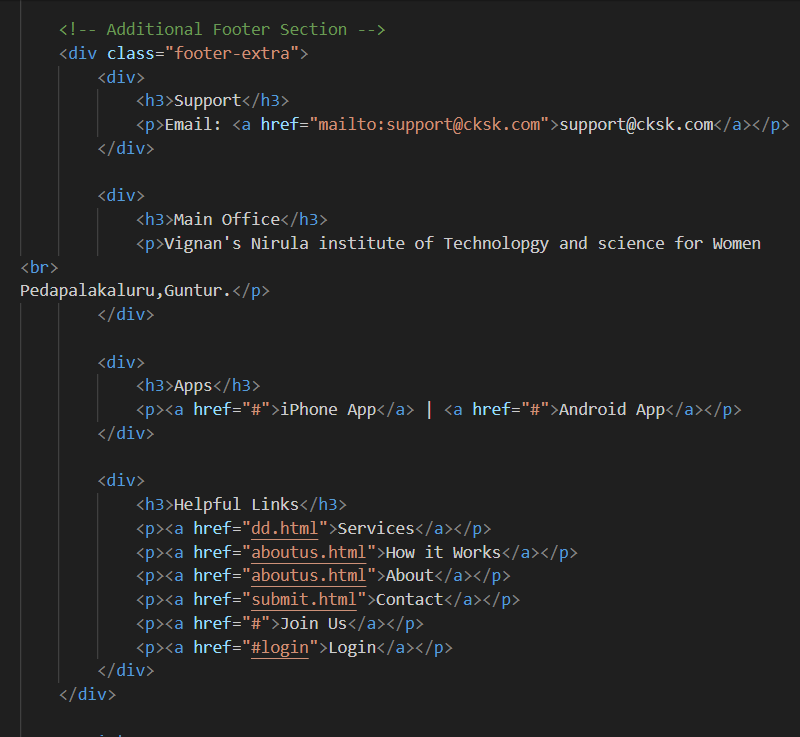 <!-- Additional Footer Section -->
<div class="footer-extra">
<div>
<h3>Support</h3>
<p>Email: <a href="mailto:support@cksk.com">support@cksk.com</a></p>
</div>
<div>
<h3>Main Office</h3>
<p>Vignan's Nirula institute of Technolopgy and science for Women
<br>
Pedapalakaluru,Guntur.</p>
</div>
<div>
<h3>Apps</h3>
<p><a href="#">iPhone App</a> | <a href="#">Android App</a></p>
</div>
<div>
<h3>Helpful Links</h3>
<p><a href="dd.html">Services</a></p>
<p><a href="aboutus.html">How it Works</a></p>
<p><a href="aboutus.html">About</a></p>
<p><a href="submit.html">Contact</a></p>
<p><a href="#">Join Us</a></p>
<p><a href="#login">Login</a></p>
</div>
</div>